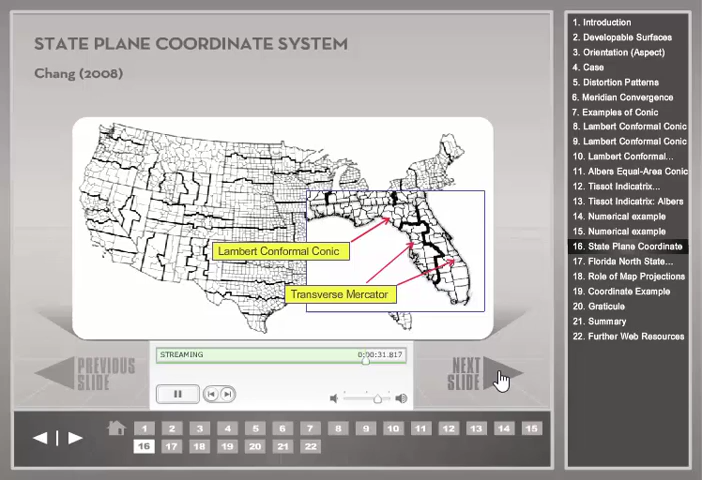 STATE PLANE COORDINATE SYSTEM
Chang (2008)
Lambert Conformal Conic
Transverse Mercator
STREAMING
0:00:31.817
PREVIOUS
SLIDE
NEXT
SLIDE
1 2 3 4 5 6 7 8 9 10 11 12 13 14 15
16 17 18 19 20 21 22
1. Introduction
2. Developable Surfaces
3. Orientation (Aspect)
4. Case
5. Distortion Patterns
6. Meridian Convergence
7. Examples of Conic
8. Lambert Conformal Conic
9. Lambert Conformal Conic
10. Lambert Conformal...
11. Albers Equal-Area Conic
12. Tissot Indicatrix...
13. Tissot Indicatrix: Albers
14. Numerical example
15. Numerical example
16. State Plane Coordinate
17. Florida North State...
18. Role of Map Projections
19. Coordinate Example
20. Graticule
21. Summary
22. Further Web Resources